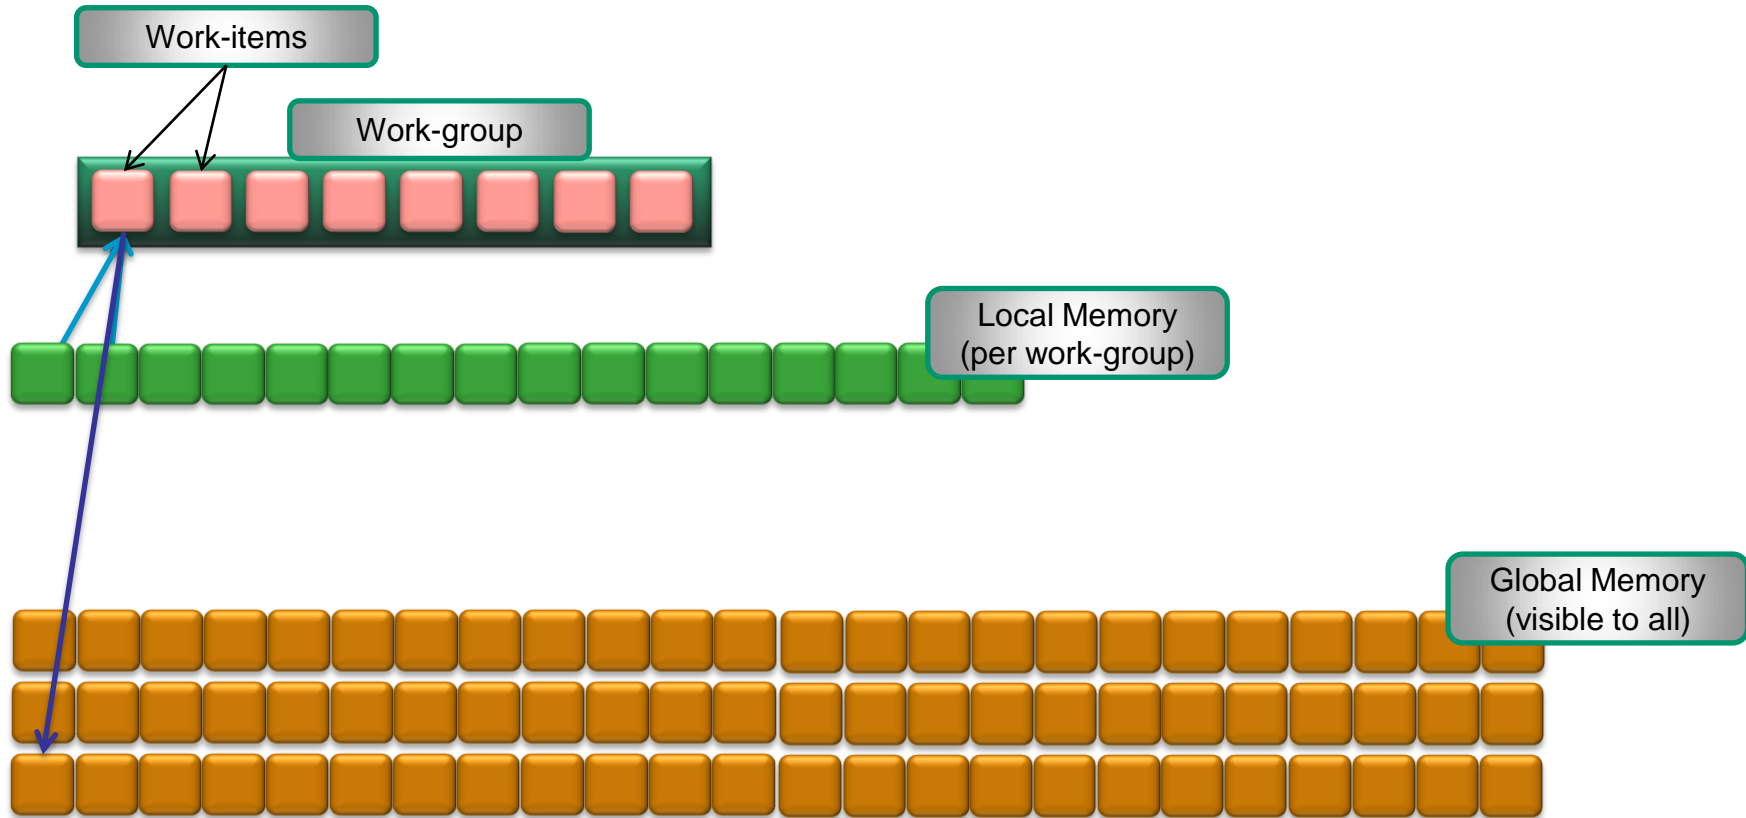 Work-items
Work-group
Local Memory
(per work-group)
Global Memory
(visible to all)